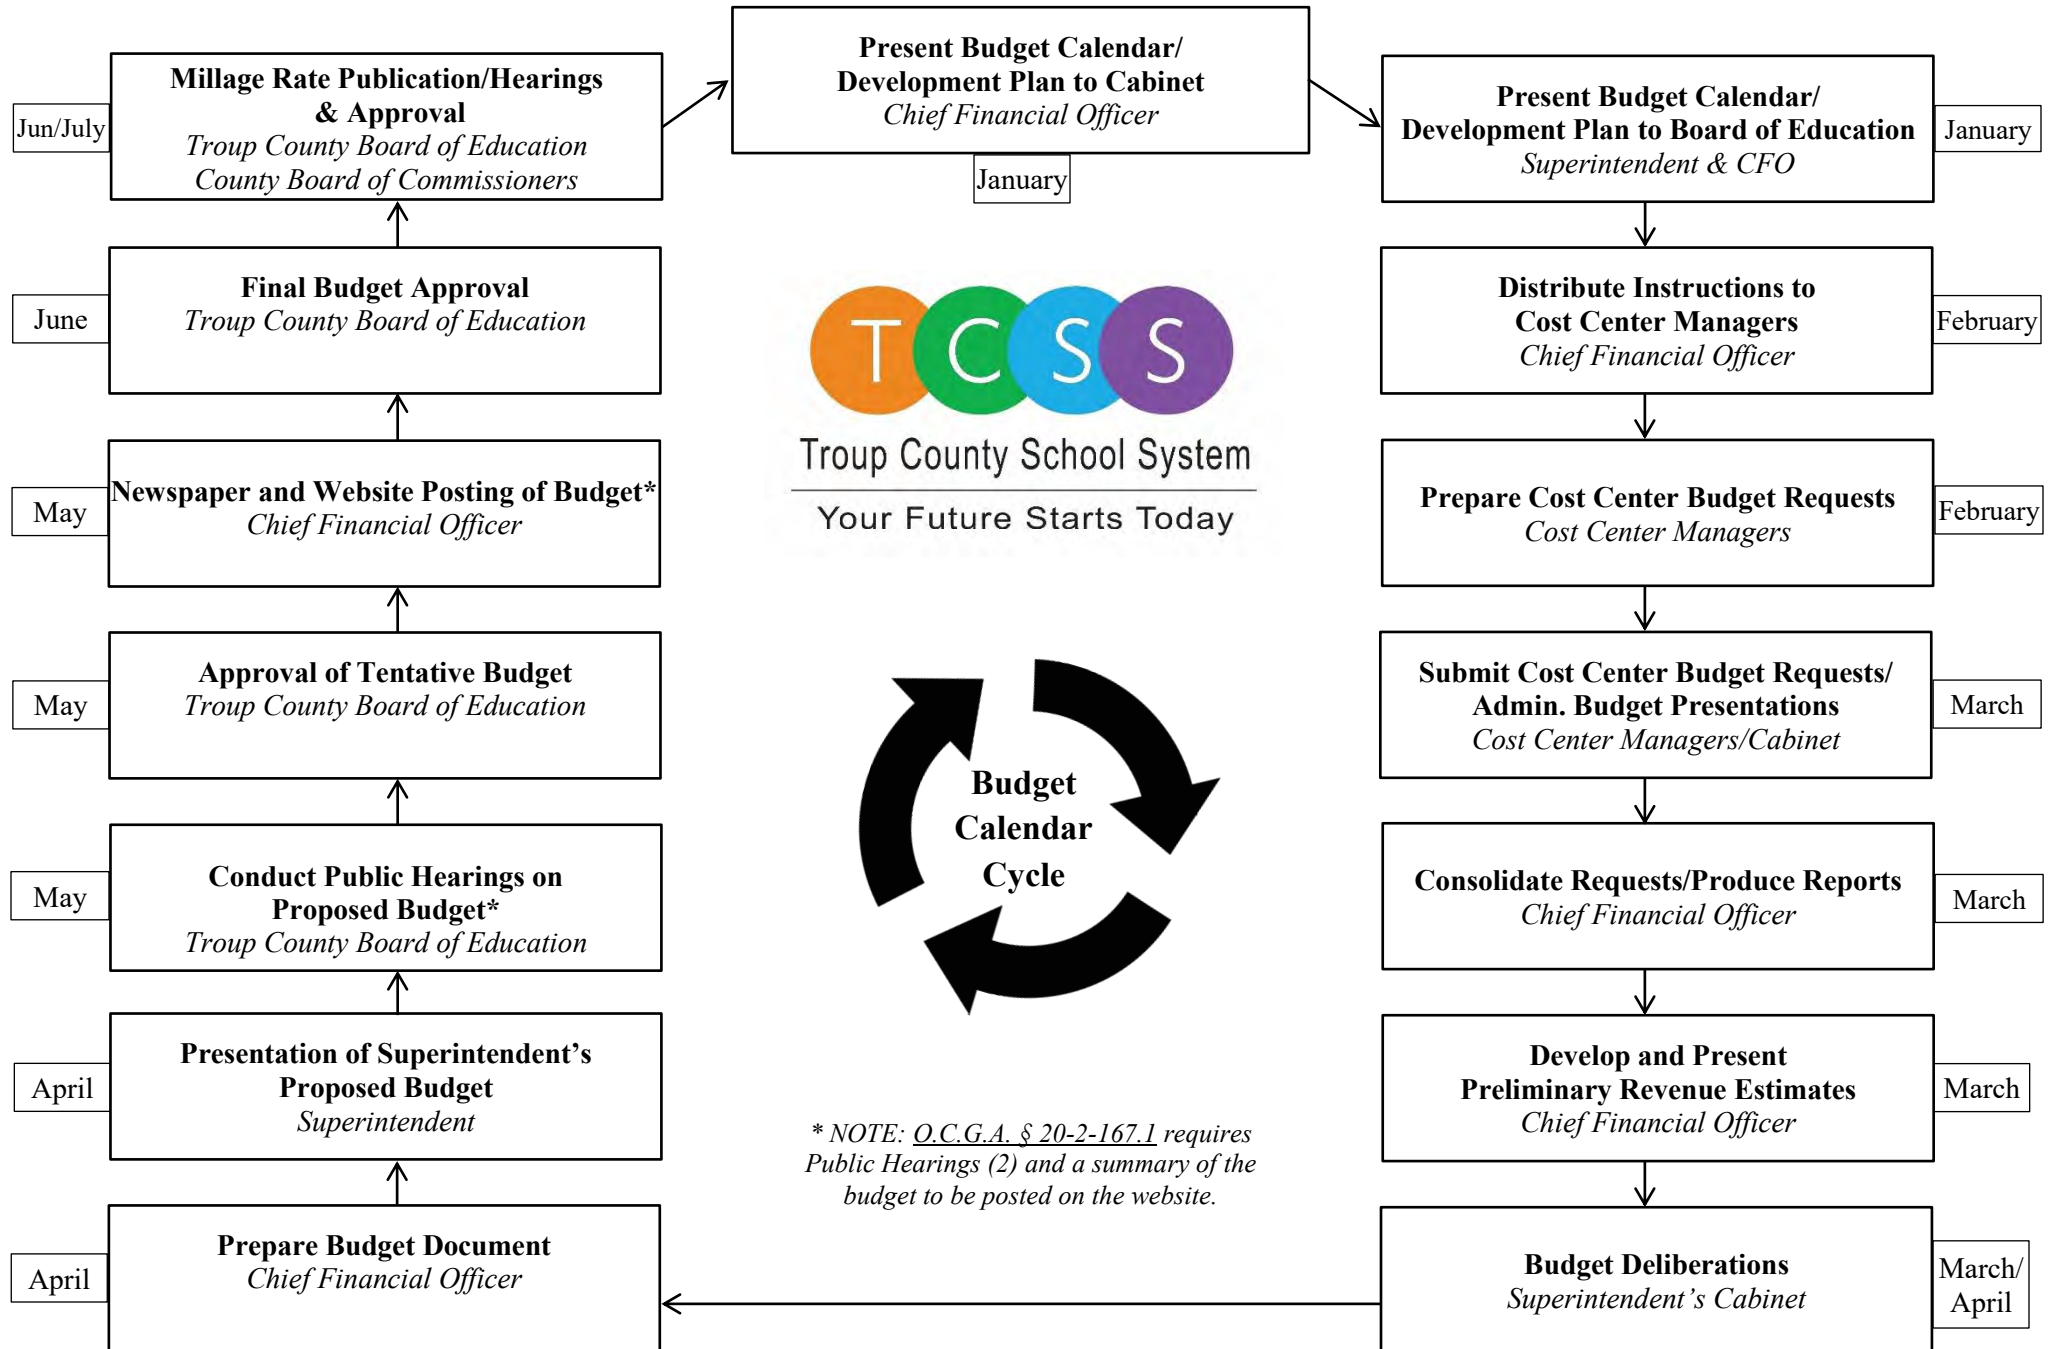 Present Budget Calendar/
Development Plan to Cabinet
Chief Financial Officer
January
Present Budget Calendar/
Development Plan to Board of Education
Superintendent & CFO
January
Distribute Instructions to
Cost Center Managers
Chief Financial Officer
February
Prepare Cost Center Budget Requests
Cost Center Managers
February
Submit Cost Center Budget Requests/
Admin. Budget Presentations
Cost Center Managers/Cabinet
March
Consolidate Requests/Produce Reports
Chief Financial Officer
March
Develop and Present
Preliminary Revenue Estimates
Chief Financial Officer
March
Budget Deliberations
Superintendent’s Cabinet
March/
April
Prepare Budget Document
Chief Financial Officer
April
Presentation of Superintendent’s
Proposed Budget
Superintendent
April
Conduct Public Hearings on
Proposed Budget*
Troup County Board of Education
May
Approval of Tentative Budget
Troup County Board of Education
May
Newspaper and Website Posting of Budget*
Chief Financial Officer
May
Final Budget Approval
Troup County Board of Education
June
Millage Rate Publication/Hearings
& Approval
Troup County Board of Education
County Board of Commissioners
Jun/July
TCSS
Troup County School System
Your Future Starts Today
Budget
Calendar
Cycle
* NOTE: O.C.G.A. § 20-2-167.1 requires
Public Hearings (2) and a summary of the
budget to be posted on the website.